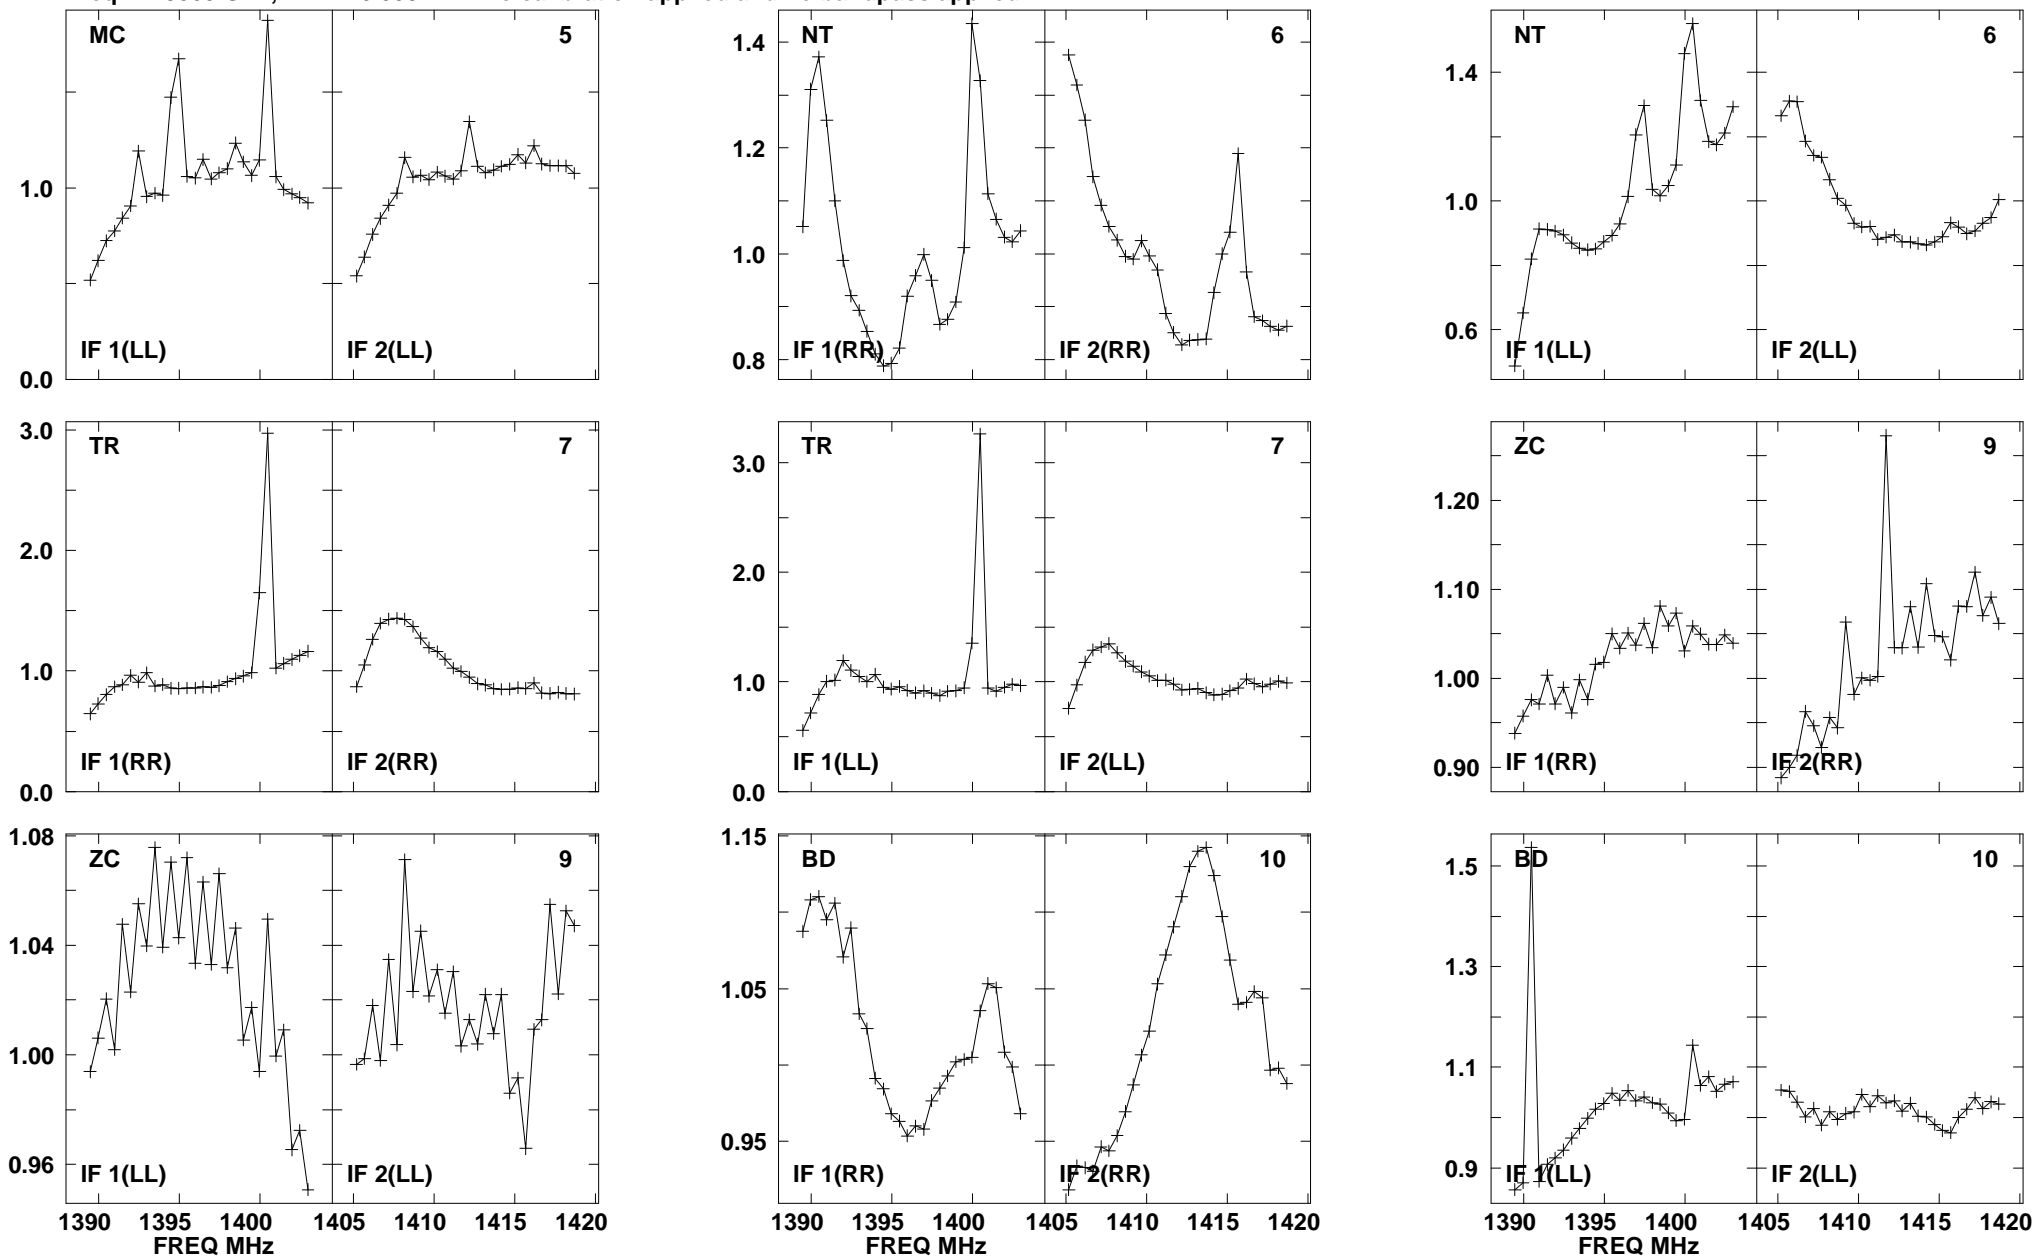 MC 5 NT 6 NT 6
1.4 1.4
1.2
1.0 1.0 1.0
0.8 0.6
IF 1(LL) IF 2(LL) IF 1(RR) IF 2(RR) IF 1(LL) IF 2(LL)
0.0
TR 7 TR 7 ZC 9
3.0 3.0 1.20
2.0 2.0 1.10
1.0 1.0 1.00
IF 1(RR) IF 2(RR) IF 1(LL) IF 2(LL) IF 1(RR) IF 2(RR)
0.0 0.0 0.90
ZC 9 BD 10 BD 10
1.08 1.15 1.5
1.04 1.05 1.3
1.00 1.1
0.96 0.95 0.9
IF 1(LL) IF 2(LL) IF 1(RR) IF 2(RR) IF 1(LL) IF 2(LL)
1390 1395 1400 1405 1410 1415 1420 1390 1395 1400 1405 1410 1415 1420 1390 1395 1400 1405 1410 1415 1420
FREQ MHz FREQ MHz FREQ MHz